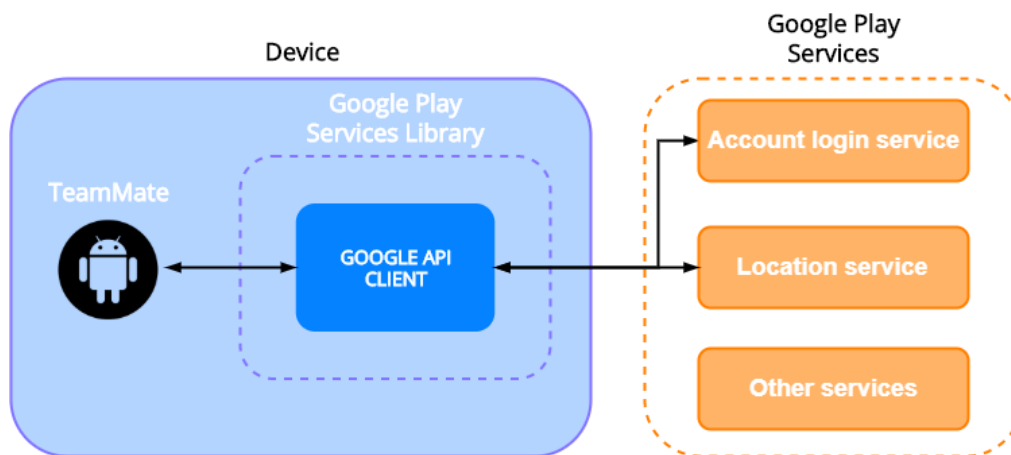 Device
Google Play
Services Library
TeamMate
GOOGLE API
CLIENT
Google Play
Services
Account login service
Location service
Other services